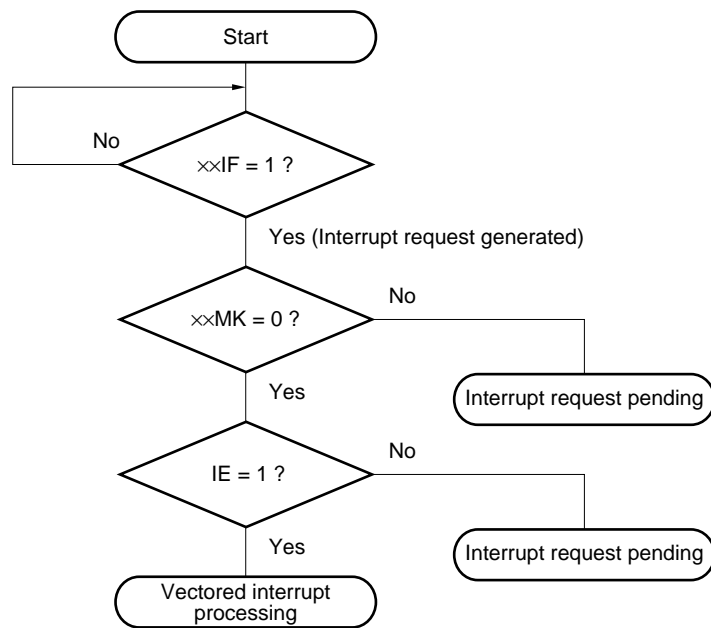 Start
No
××IF = 1 ?
Yes (Interrupt request generated)
××MK = 0 ?
No
Yes
Interrupt request pending
IE = 1 ?
No
Yes
Interrupt request pending
Vectored interrupt
processing